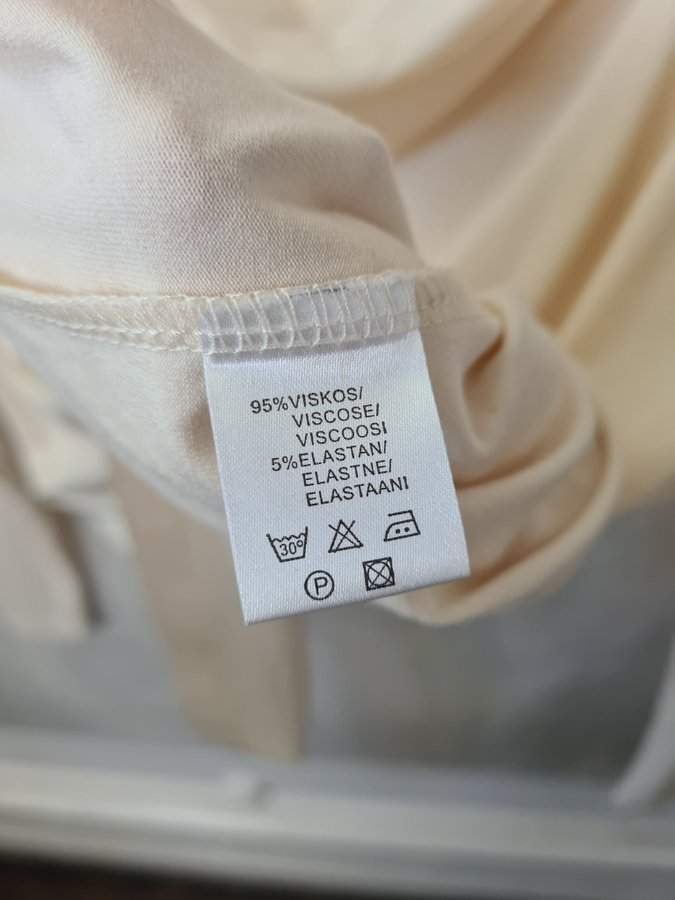 95%VISKOS/
VISCOSE/
VISCOOSI
5%ELASTAN/
ELASTNE/
ELASTAANI
30°
P